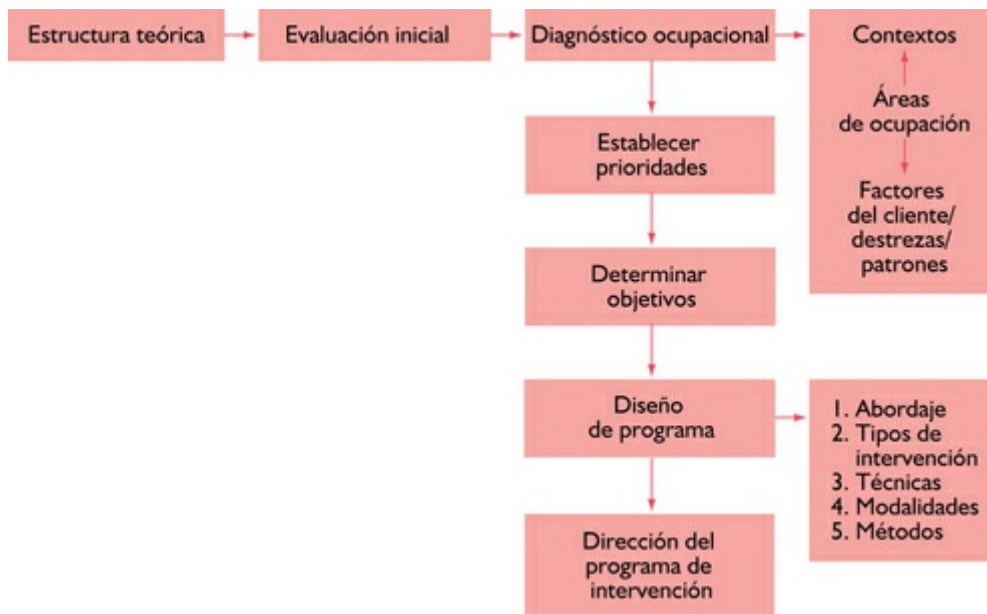 Estructura teórica
Evaluación inicial
Diagnóstico ocupacional
Contextos
Áreas
de ocupación
Factores
del cliente/
destrezas/
patrones
Establecer
prioridades
Determinar
objetivos
Diseño
de programa
1. Abordaje
2. Tipos de
intervención
3. Técnicas
4. Modalidades
5. Métodos
Dirección del
programa de
intervención